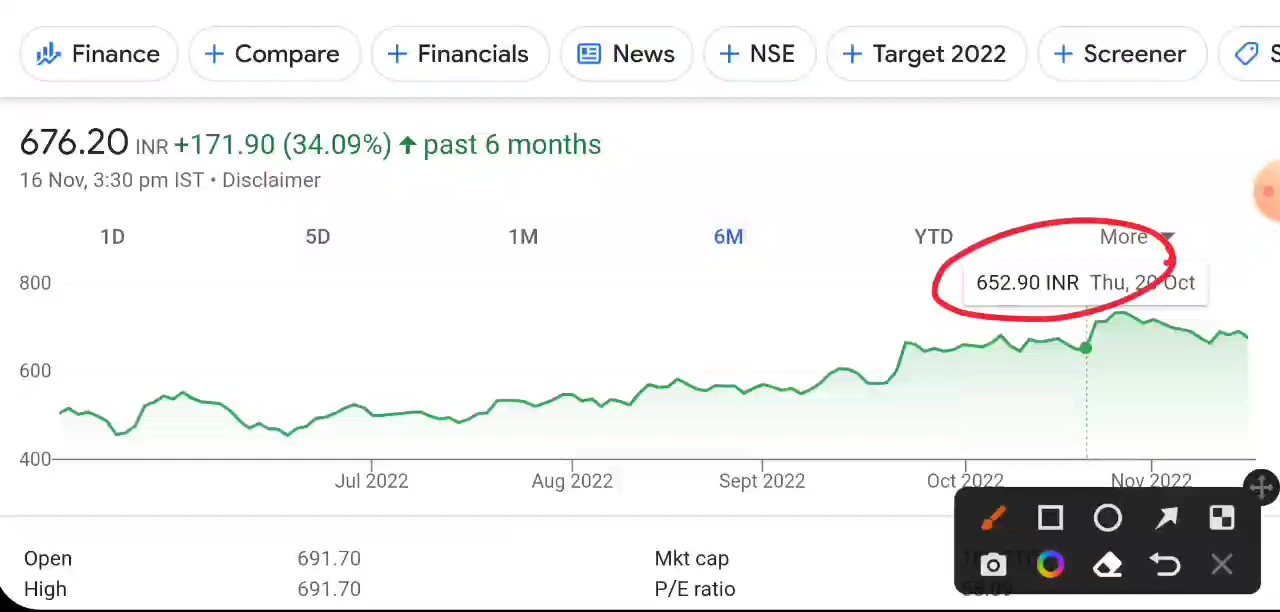 Finance Compare Financials News NSE Target 2022 Screener
676.20 INR +171.90 (34.09%) past 6 months
16 Nov, 3:30 pm IST • Disclaimer
1D 5D 1M 6M YTD More
652.90 INR Thu, 20 Oct
800
600
400
Jul 2022 Aug 2022 Sept 2022 Oct 2022 Nov 2022
Open 691.70 Mkt cap
High 691.70 P/E ratio